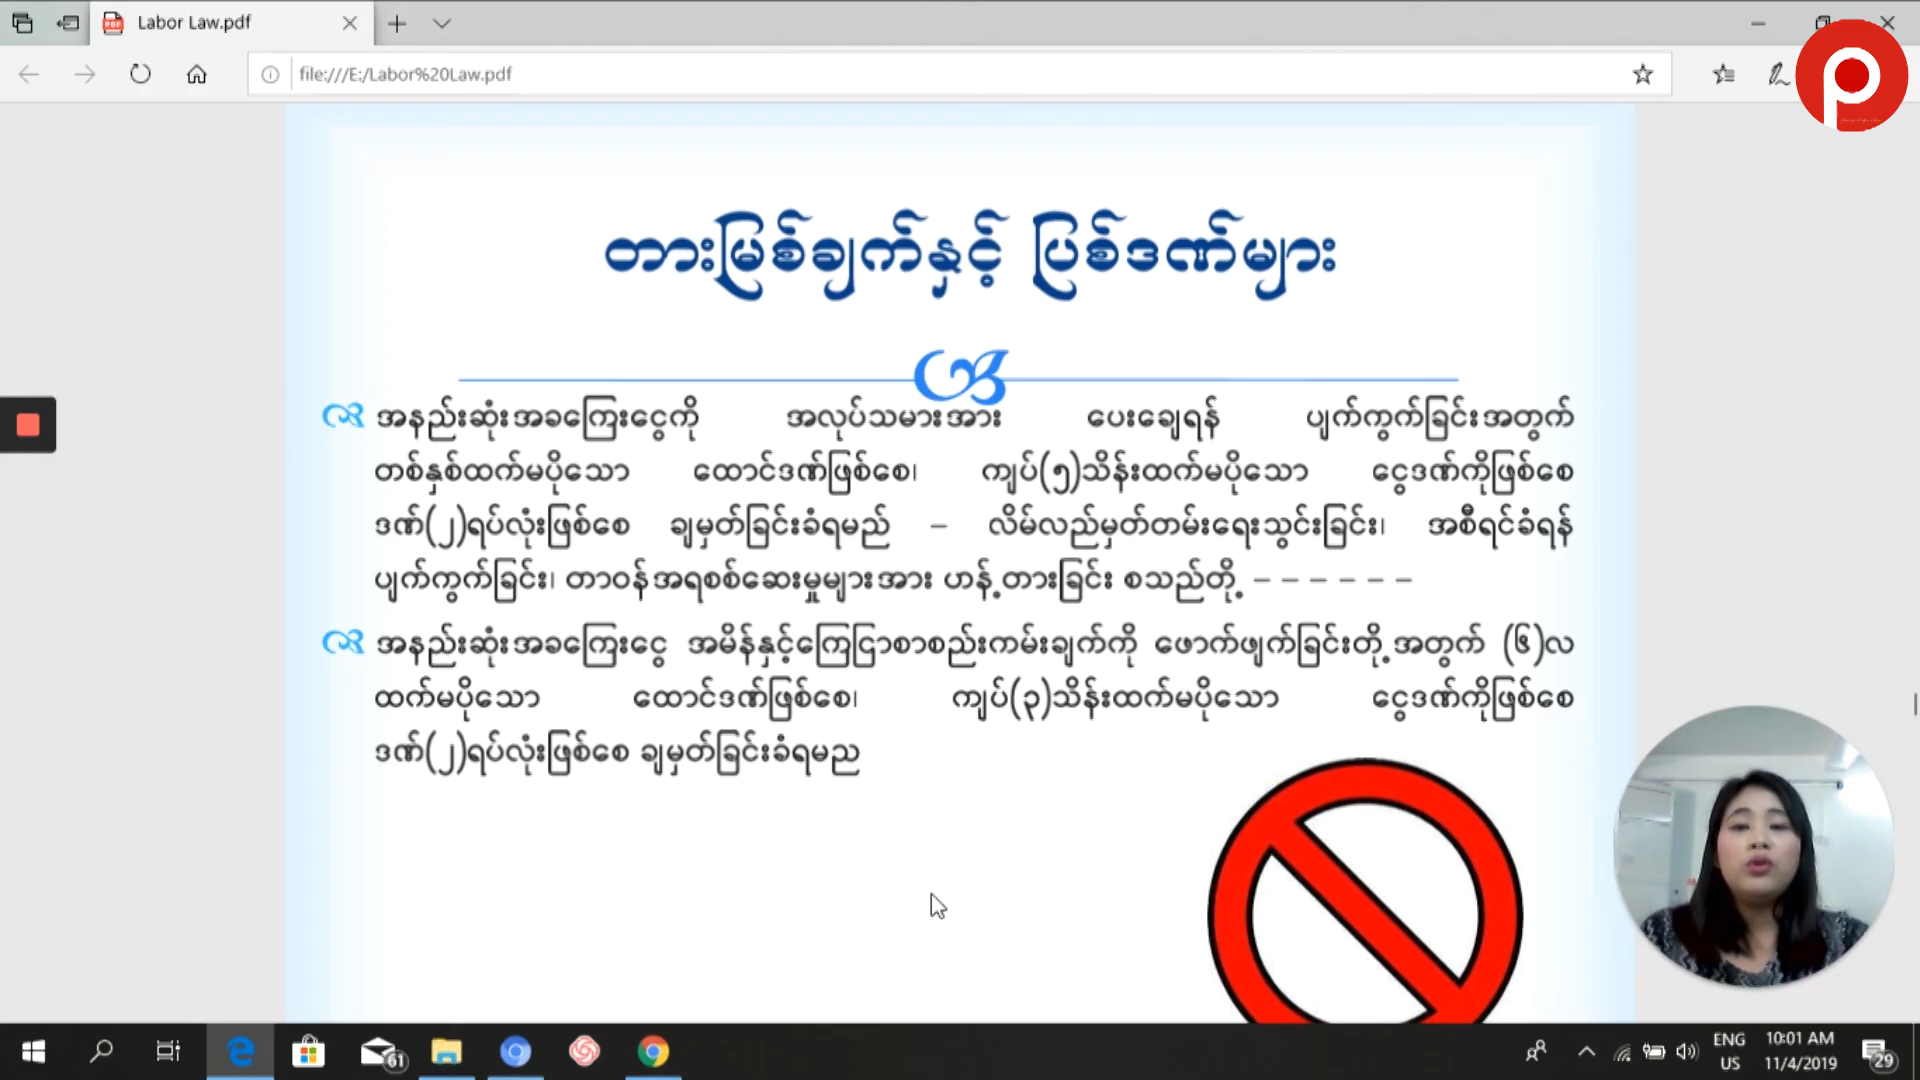 Labor Law.pdf
file:///E:/Labor%20Law.pdf
တားမြစ်ချက်နှင့် ပြစ်ဒဏ်များ
အနည်းဆုံးအခကြေးငွေကို အလုပ်သမားအား ပေးချေရန် ပျက်ကွက်ခြင်းအတွက်
တစ်နှစ်ထက်မပိုသော ထောင်ဒဏ်ဖြစ်စေ၊ ကျပ်(၅)သိန်းထက်မပိုသော ငွေဒဏ်ကိုဖြစ်စေ
ဒဏ်(၂)ရပ်လုံးဖြစ်စေ ချမှတ်ခြင်းခံရမည် – လိမ်လည်မှတ်တမ်းရေးသွင်းခြင်း၊ အစီရင်ခံရန်
ပျက်ကွက်ခြင်း၊ တာဝန်အရစစ်ဆေးမှုများအား ဟန့်တားခြင်း စသည်တို့ – – – – – –
အနည်းဆုံးအခကြေးငွေ အမိန့်နှင့်ကြေငြာစာစည်းကမ်းချက်ကို ဖောက်ဖျက်ခြင်းတို့အတွက် (၆)လ
ထက်မပိုသော ထောင်ဒဏ်ဖြစ်စေ၊ ကျပ်(၃)သိန်းထက်မပိုသော ငွေဒဏ်ကိုဖြစ်စေ
ဒဏ်(၂)ရပ်လုံးဖြစ်စေ ချမှတ်ခြင်းခံရမည
61
ENG
US
10:01 AM
11/4/2019
29